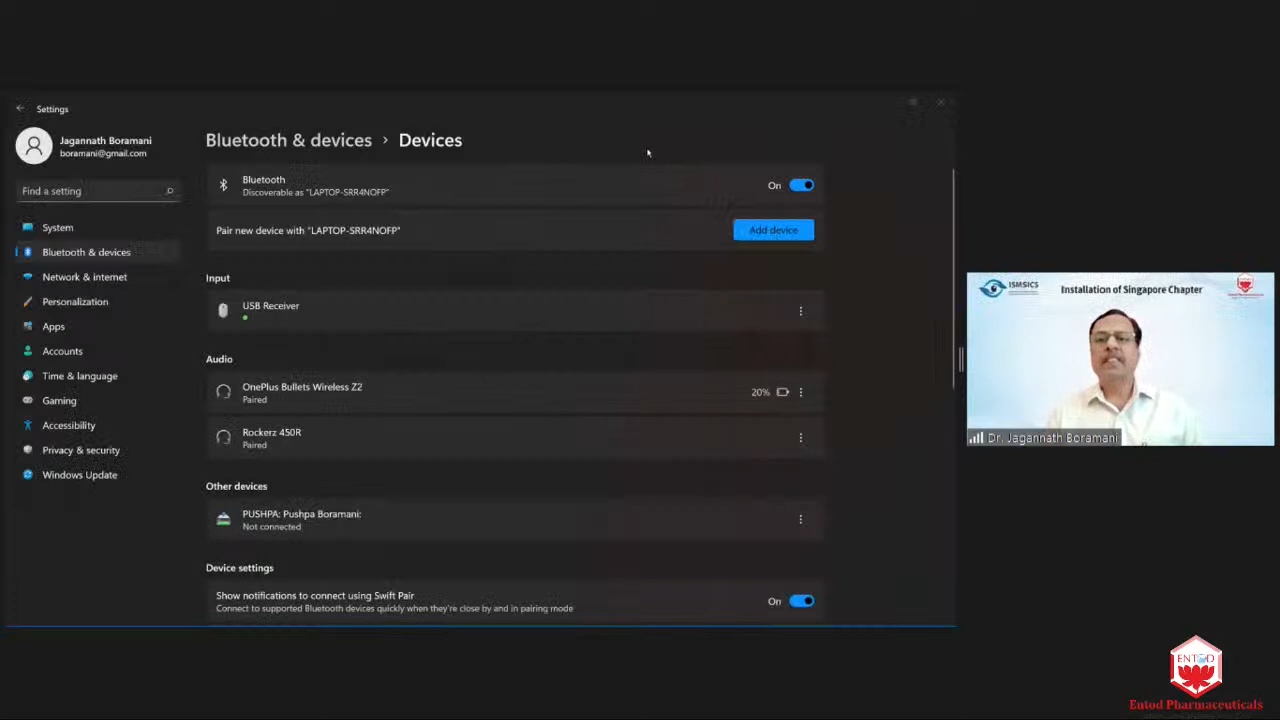 Settings
Jagannath Boramani
boramani@gmail.com
Find a setting
System
Bluetooth & devices
Network & internet
Personalization
Apps
Accounts
Time & language
Gaming
Accessibility
Privacy & security
Windows Update
Bluetooth & devices > Devices
Bluetooth
Discoverable as "LAPTOP-SRR4NOFP"
On
Pair new device with "LAPTOP-SRR4NOFP"
Add device
Input
USB Receiver
Audio
OnePlus Bullets Wireless Z2
Paired
20%
Rockerz 450R
Paired
Other devices
PUSHPA: Pushpa Boramani:
Not connected
Device settings
Show notifications to connect using Swift Pair
Connect to supported Bluetooth devices quickly when they're close by and in pairing mode
On
ISMSICS
Installation of Singapore Chapter
Dr. Jagannath Boramani
ENTOD
Entod Pharmaceuticals